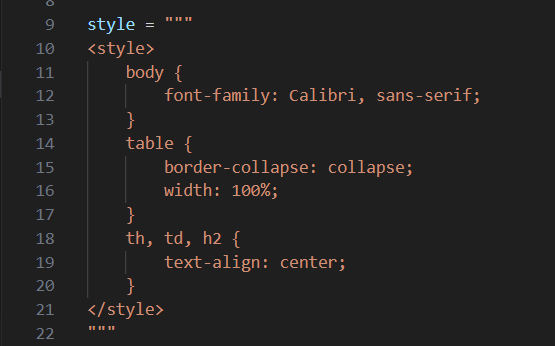 8
9 style = """
10 <style>
11     body {
12         font-family: Calibri, sans-serif;
13     }
14     table {
15         border-collapse: collapse;
16         width: 100%;
17     }
18     th, td, h2 {
19         text-align: center;
20     }
21 </style>
22 """